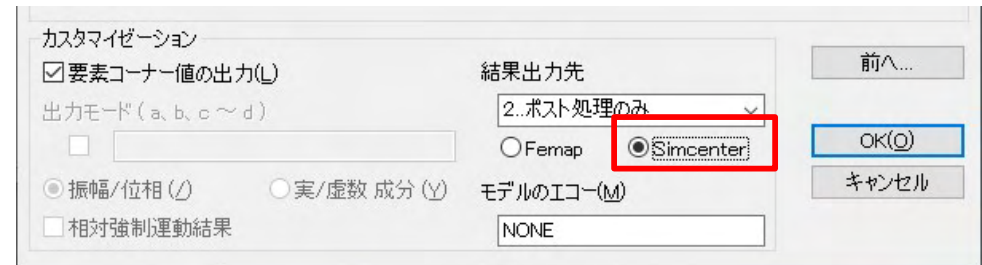 カスタマイゼーション
要素コーナー値の出力(L)
結果出力先
前へ...
出力モード ( a、b、c ～ d )
2..ポスト処理のみ
Femap
Simcenter
OK(O)
振幅/位相 (/)
実/虚数 成分 (Y)
モデルのエコー(M)
キャンセル
相対強制運動結果
NONE